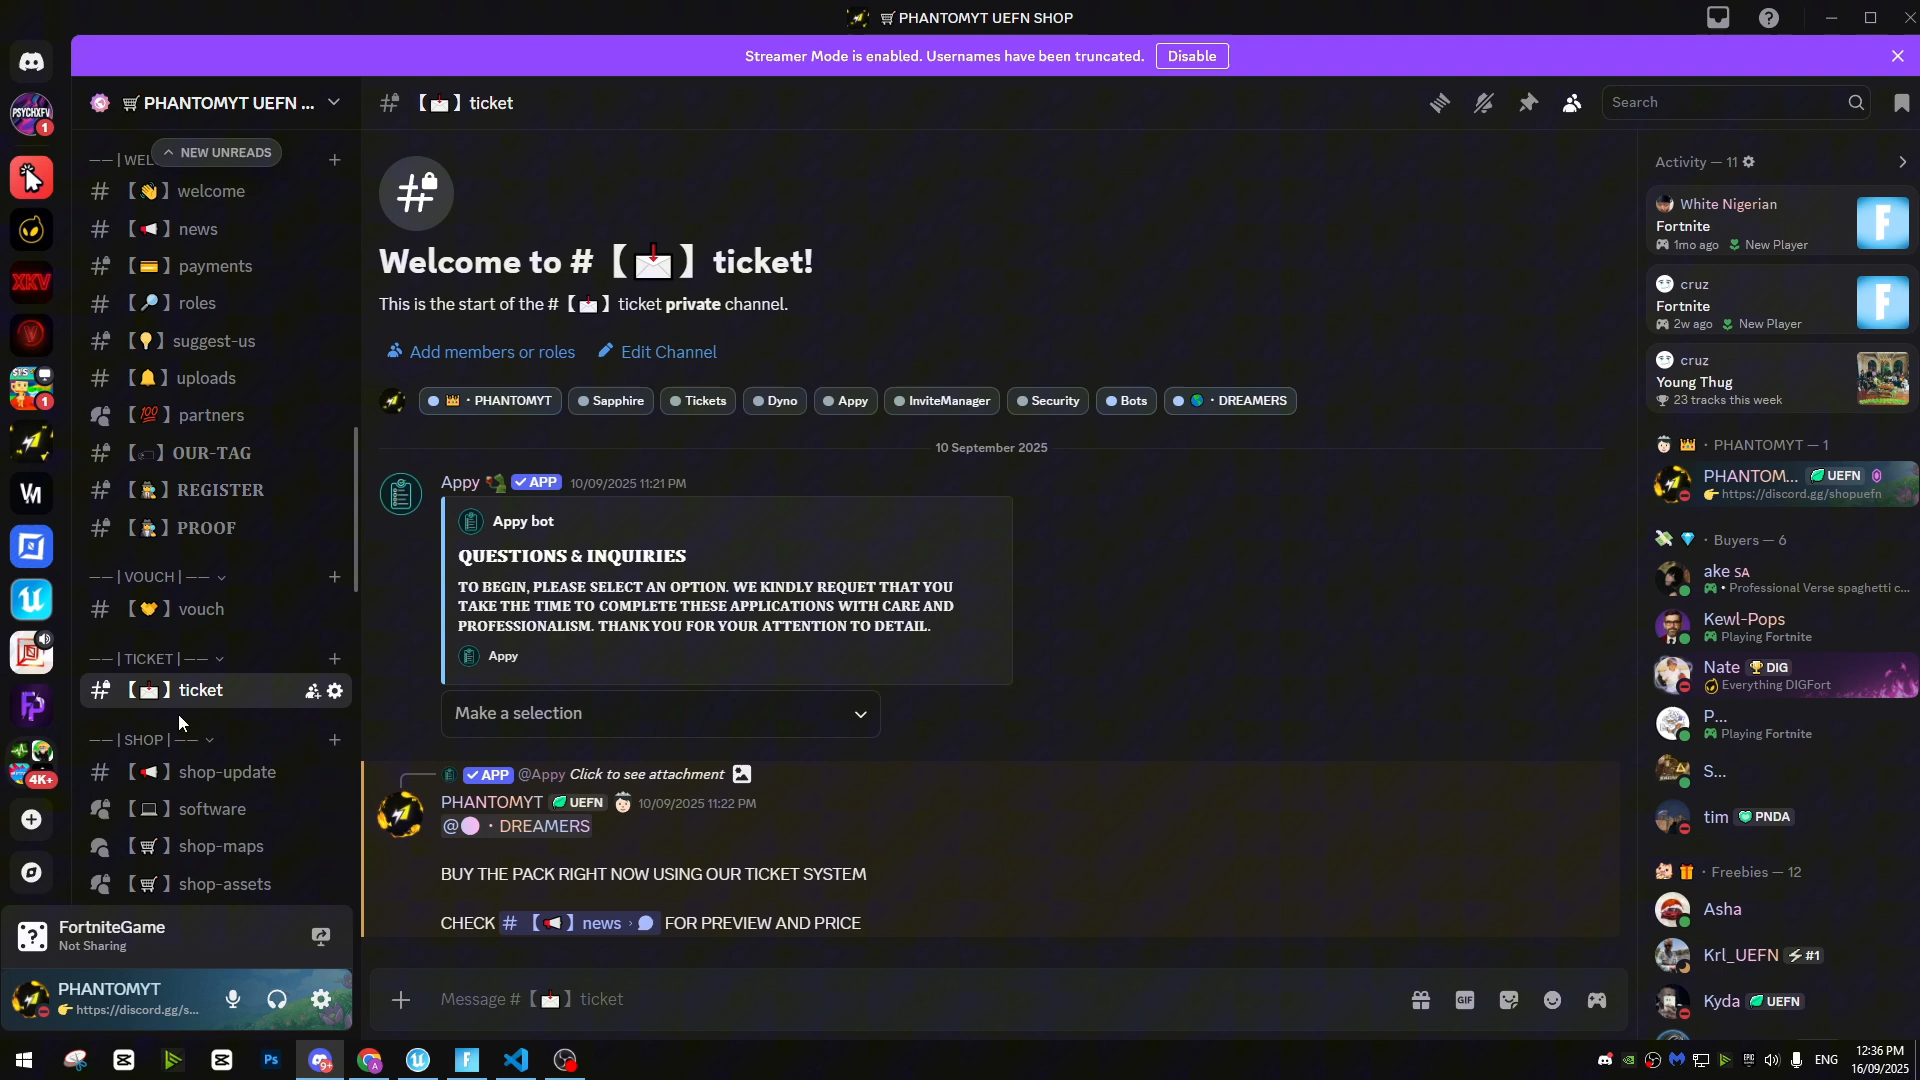 🛒 PHANTOMYT UEFN SHOP
Streamer Mode is enabled. Usernames have been truncated.
Disable
🛒 PHANTOMYT UEFN ...
NEW UNREADS
—— | WEL
【👋】welcome
【📢】news
【💳】payments
【🔎】roles
【💡】suggest-us
【🔔】uploads
【💯】partners
OUR-TAG
REGISTER
PROOF
—— | VOUCH | ——
【🤝】vouch
—— | TICKET | ——
【📩】ticket
—— | SHOP | ——
【📢】shop-update
【💻】software
【🛒】shop-maps
【🛒】shop-assets
FortniteGame
Not Sharing
PHANTOMYT
👉 https://discord.gg/s...
PSYCHXFV
1
XKV
1
4K+
【📩】ticket
Search
Welcome to #【📩】ticket!
This is the start of the #【📩】ticket private channel.
Add members or roles
Edit Channel
👑 · PHANTOMYT
Sapphire
Tickets
Dyno
Appy
InviteManager
Security
Bots
🌎 · DREAMERS
10 September 2025
Appy ✓ APP 10/09/2025 11:21 PM
Appy bot
QUESTIONS & INQUIRIES
TO BEGIN, PLEASE SELECT AN OPTION. WE KINDLY REQUET THAT YOU
TAKE THE TIME TO COMPLETE THESE APPLICATIONS WITH CARE AND
PROFESSIONALISM. THANK YOU FOR YOUR ATTENTION TO DETAIL.
Appy
Make a selection
✓ APP @Appy Click to see attachment
PHANTOMYT UEFN 10/09/2025 11:22 PM
@ · DREAMERS
BUY THE PACK RIGHT NOW USING OUR TICKET SYSTEM
CHECK #【📢】news › FOR PREVIEW AND PRICE
Message #【📩】ticket
GIF
Activity — 11
White Nigerian
Fortnite
1mo ago New Player
cruz
Fortnite
2w ago New Player
cruz
Young Thug
23 tracks this week
👑 · PHANTOMYT — 1
PHANTOM... UEFN
👉 https://discord.gg/shopuefn
💸 💎 · Buyers — 6
ake SA
• Professional Verse spaghetti c...
Kewl-Pops
Playing Fortnite
Nate DIG
Everything DIGFort
P...
Playing Fortnite
S...
tim PNDA
🎁 · Freebies — 12
Asha
Krl_UEFN #1
Kyda UEFN
Ps
9+
ENG
12:36 PM
16/09/2025